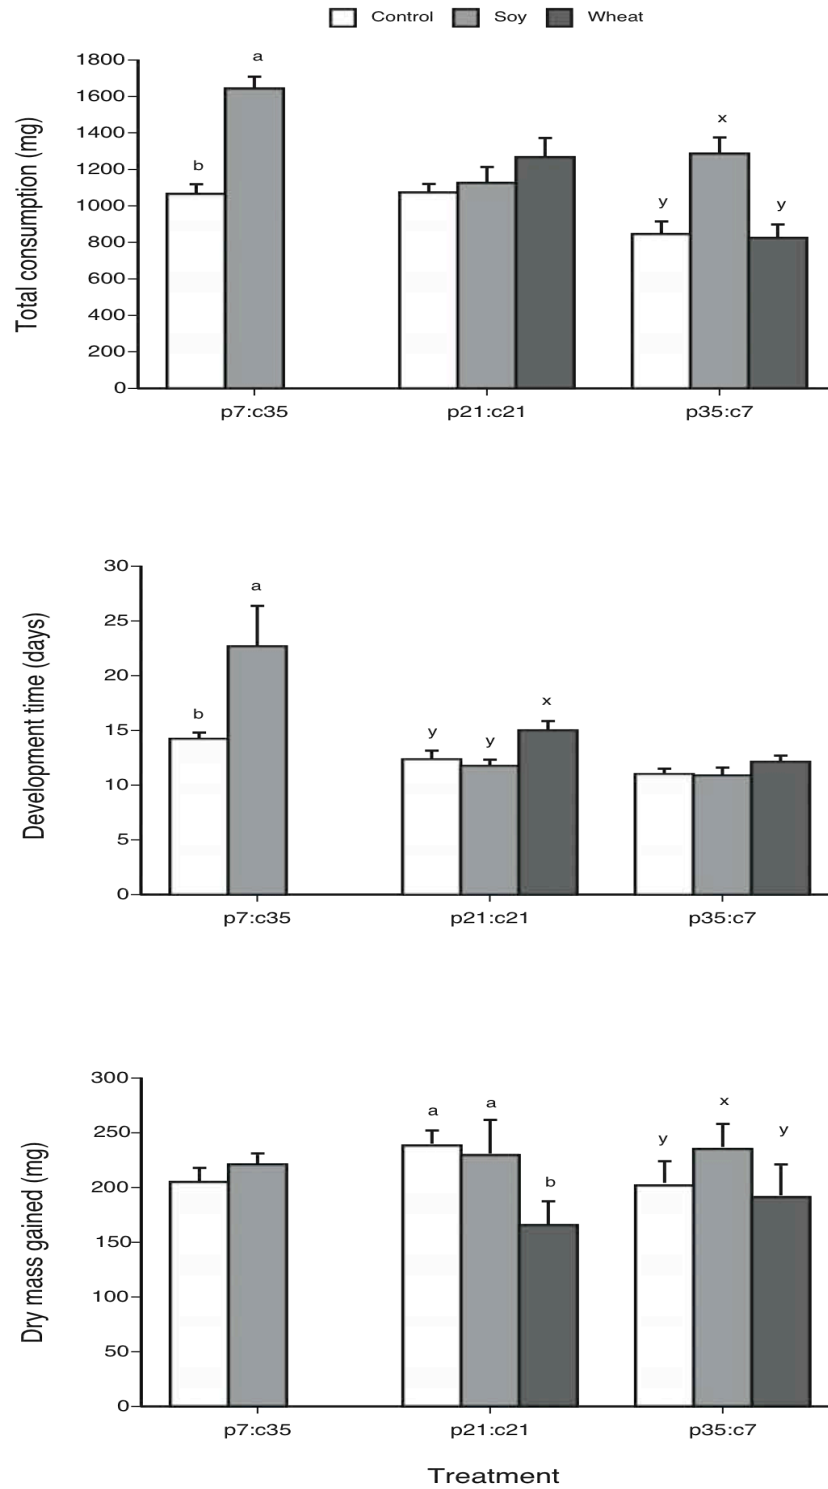 Control Soy Wheat
Total consumption (mg)
1800
a
1600
x
1400
b
1200
y
y
1000
800
600
400
200
0
p7:c35 p21:c21 p35:c7
Development time (days)
30
a
25
20
b
x
y
y
15
10
5
0
p7:c35 p21:c21 p35:c7
Dry mass gained (mg)
300
a
a
x
y
y
250
b
200
150
100
50
0
p7:c35 p21:c21 p35:c7
Treatment